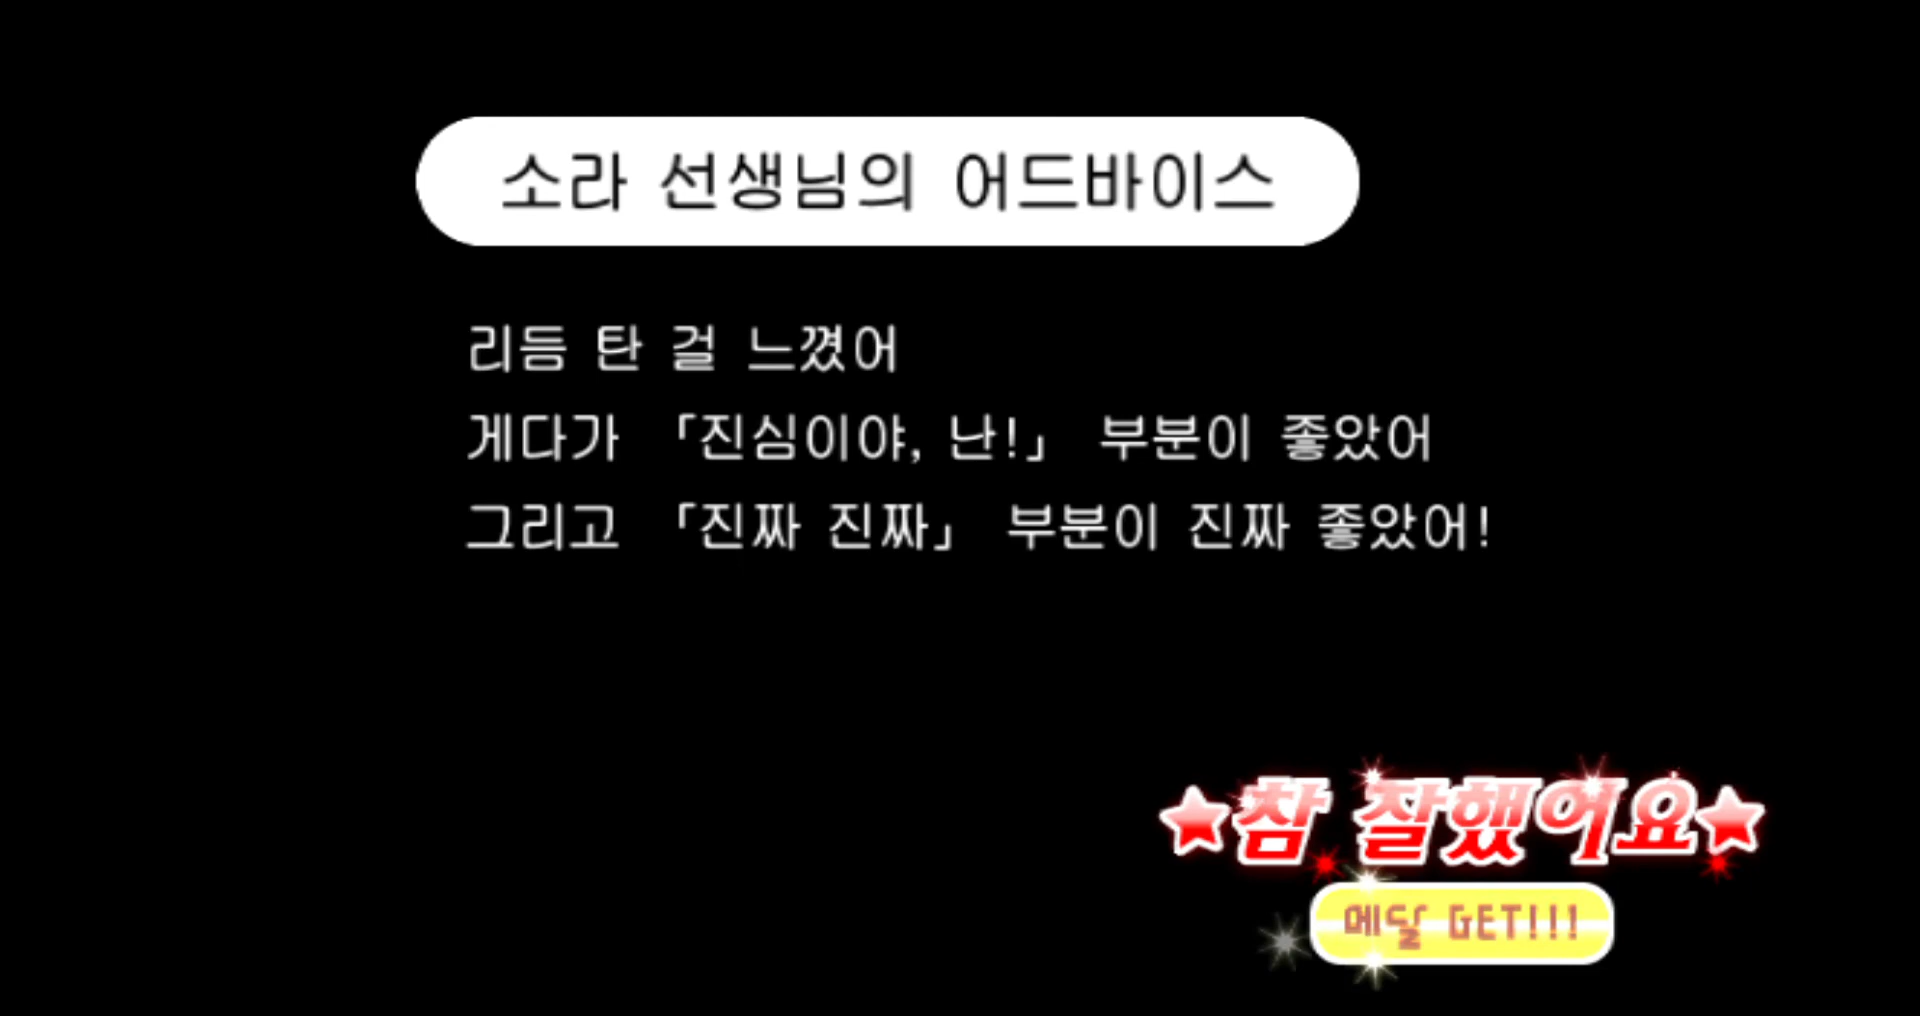 소라 선생님의 어드바이스
리듬 탄 걸 느꼈어
게다가 「진심이야, 난!」 부분이 좋았어
그리고 「진짜 진짜」 부분이 진짜 좋았어!
★참 잘했어요★
메달 GET!!!